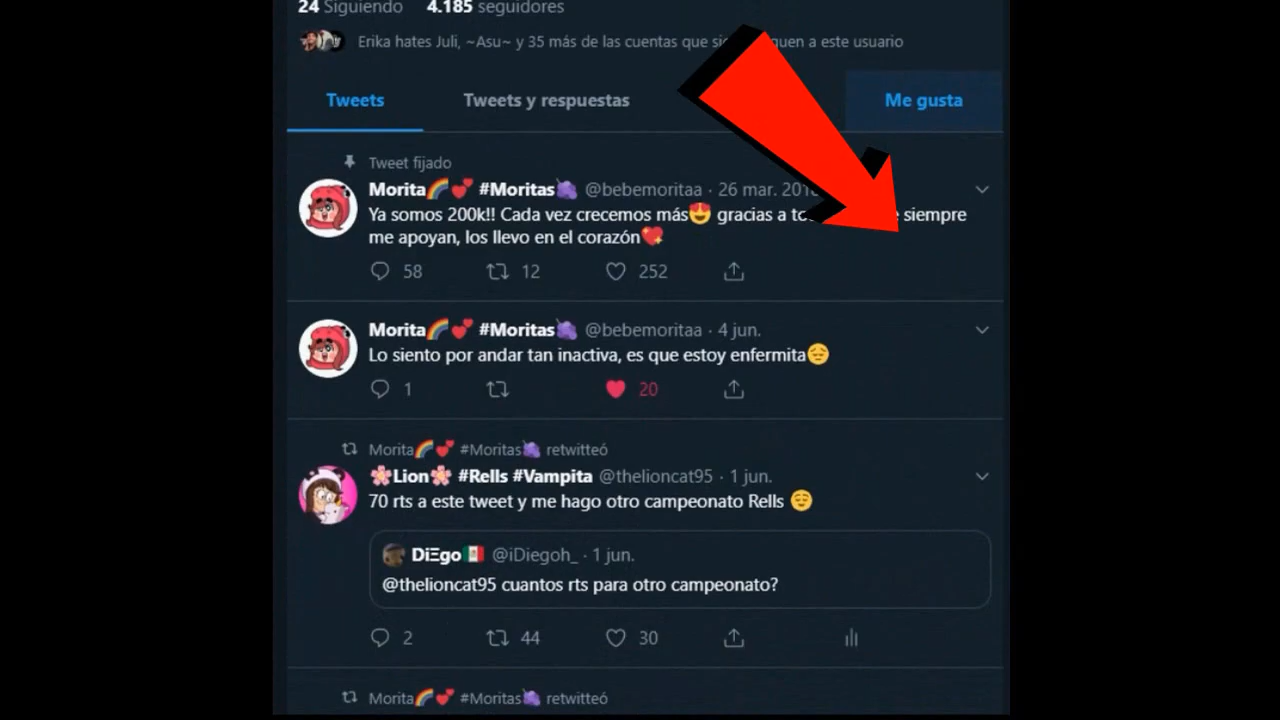 24 Siguiendo 4.185 seguidores
Erika hates Juli, ~Asu~ y 35 más de las cuentas que a este usuario
Tweets Tweets y respuestas Me gusta
Tweet fijado
Morita🌈💕 #Moritas🍇 @bebemoritaa · 26 mar.
Ya somos 200k!! Cada vez crecemos más😍 gracias a siempre
me apoyan, los llevo en el corazón💖
58 12 252
Morita🌈💕 #Moritas🍇 @bebemoritaa · 4 jun.
Lo siento por andar tan inactiva, es que estoy enfermita😔
1 20
Morita🌈💕 #Moritas🍇 retwitteó
🌸Lion🌸 #Rells #Vampita @thelioncat95 · 1 jun.
70 rts a este tweet y me hago otro campeonato Rells 😌
DiΞgo🇲🇽 @iDiegoh_ · 1 jun.
@thelioncat95 cuantos rts para otro campeonato?
2 44 30
Morita🌈💕 #Moritas🍇 retwitteó